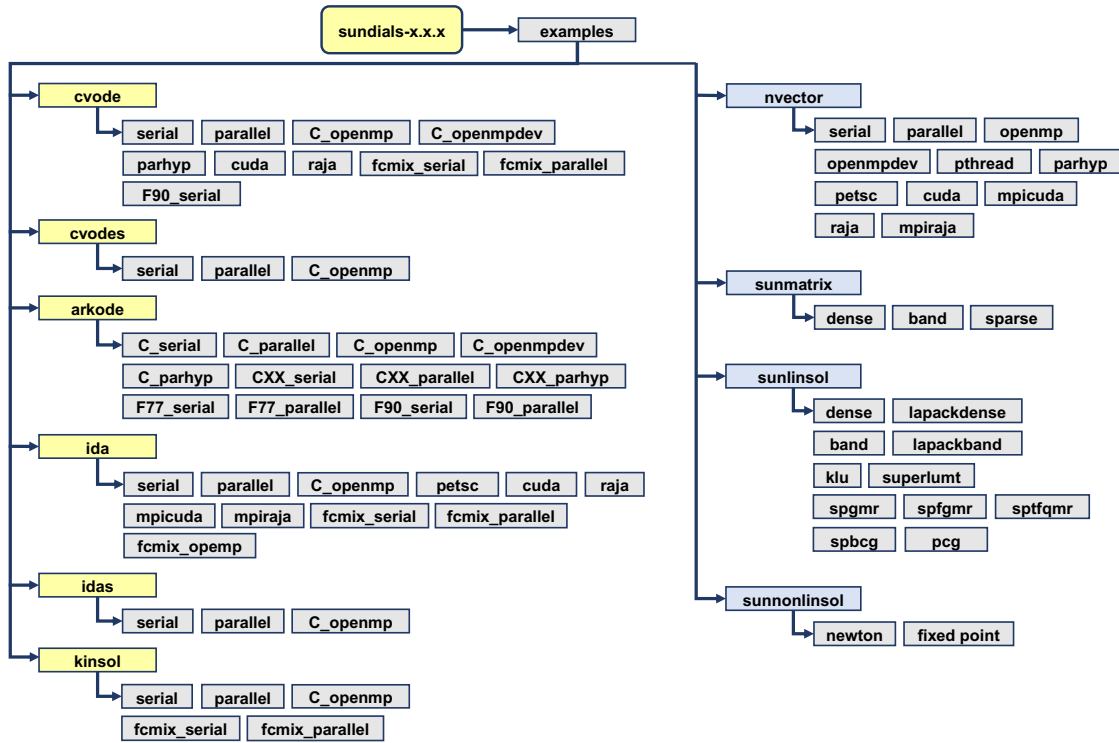 sundials-x.x.x examples
cvode
serial parallel C_openmp C_openmpdev
parhyp cuda raja fcmix_serial fcmix_parallel
F90_serial
cvodes
serial parallel C_openmp
arkode
C_serial C_parallel C_openmp C_openmpdev
C_parhyp CXX_serial CXX_parallel CXX_parhyp
F77_serial F77_parallel F90_serial F90_parallel
ida
serial parallel C_openmp petsc cuda raja
mpicuda mpiraja fcmix_serial fcmix_parallel
fcmix_opemp
idas
serial parallel C_openmp
kinsol
serial parallel C_openmp
fcmix_serial fcmix_parallel
nvector
serial parallel openmp
openmpdev pthread parhyp
petsc cuda mpicuda
raja mpiraja
sunmatrix
dense band sparse
sunlinsol
dense lapackdense
band lapackband
klu superlumt
spgmr spfgmr sptfqmr
spbcg pcg
sunnonlinsol
newton fixed point